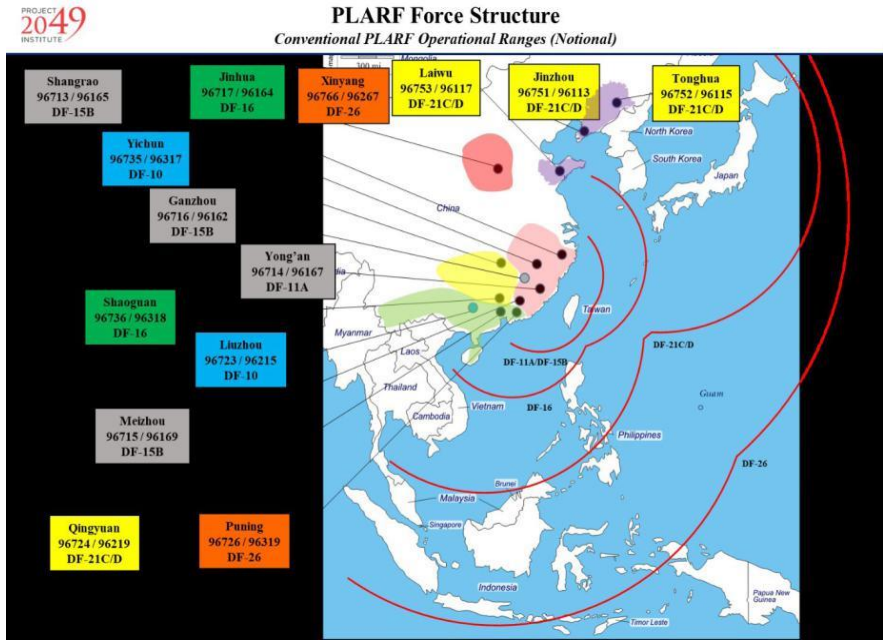 PROJECT
2049
INSTITUTE
PLARF Force Structure
Conventional PLARF Operational Ranges (Notional)
Shangrao
96713 / 96165
DF-15B
Jinhua
96717 / 96164
DF-16
Xinyang
96766 / 96267
DF-26
Laiwu
96753 / 96117
DF-21C/D
Jinzhou
96751 / 96113
DF-21C/D
Tonghua
96752 / 96115
DF-21C/D
Yichun
96735 / 96317
DF-10
Ganzhou
96716 / 96162
DF-15B
Yong'an
96714 / 96167
DF-11A
Shaoguan
96736 / 96318
DF-16
Liuzhou
96723 / 96215
DF-10
Meizhou
96715 / 96169
DF-15B
Qingyuan
96724 / 96219
DF-21C/D
Puning
96726 / 96319
DF-26
North Korea
South Korea
Japan
China
Taiwan
Myanmar
Laos
Thailand
Vietnam
Cambodia
Philippines
Guam
Brunei
Malaysia
Singapore
Indonesia
Papua New
Guinea
Timor Leste
DF-11A/DF-15B
DF-16
DF-21C/D
DF-26